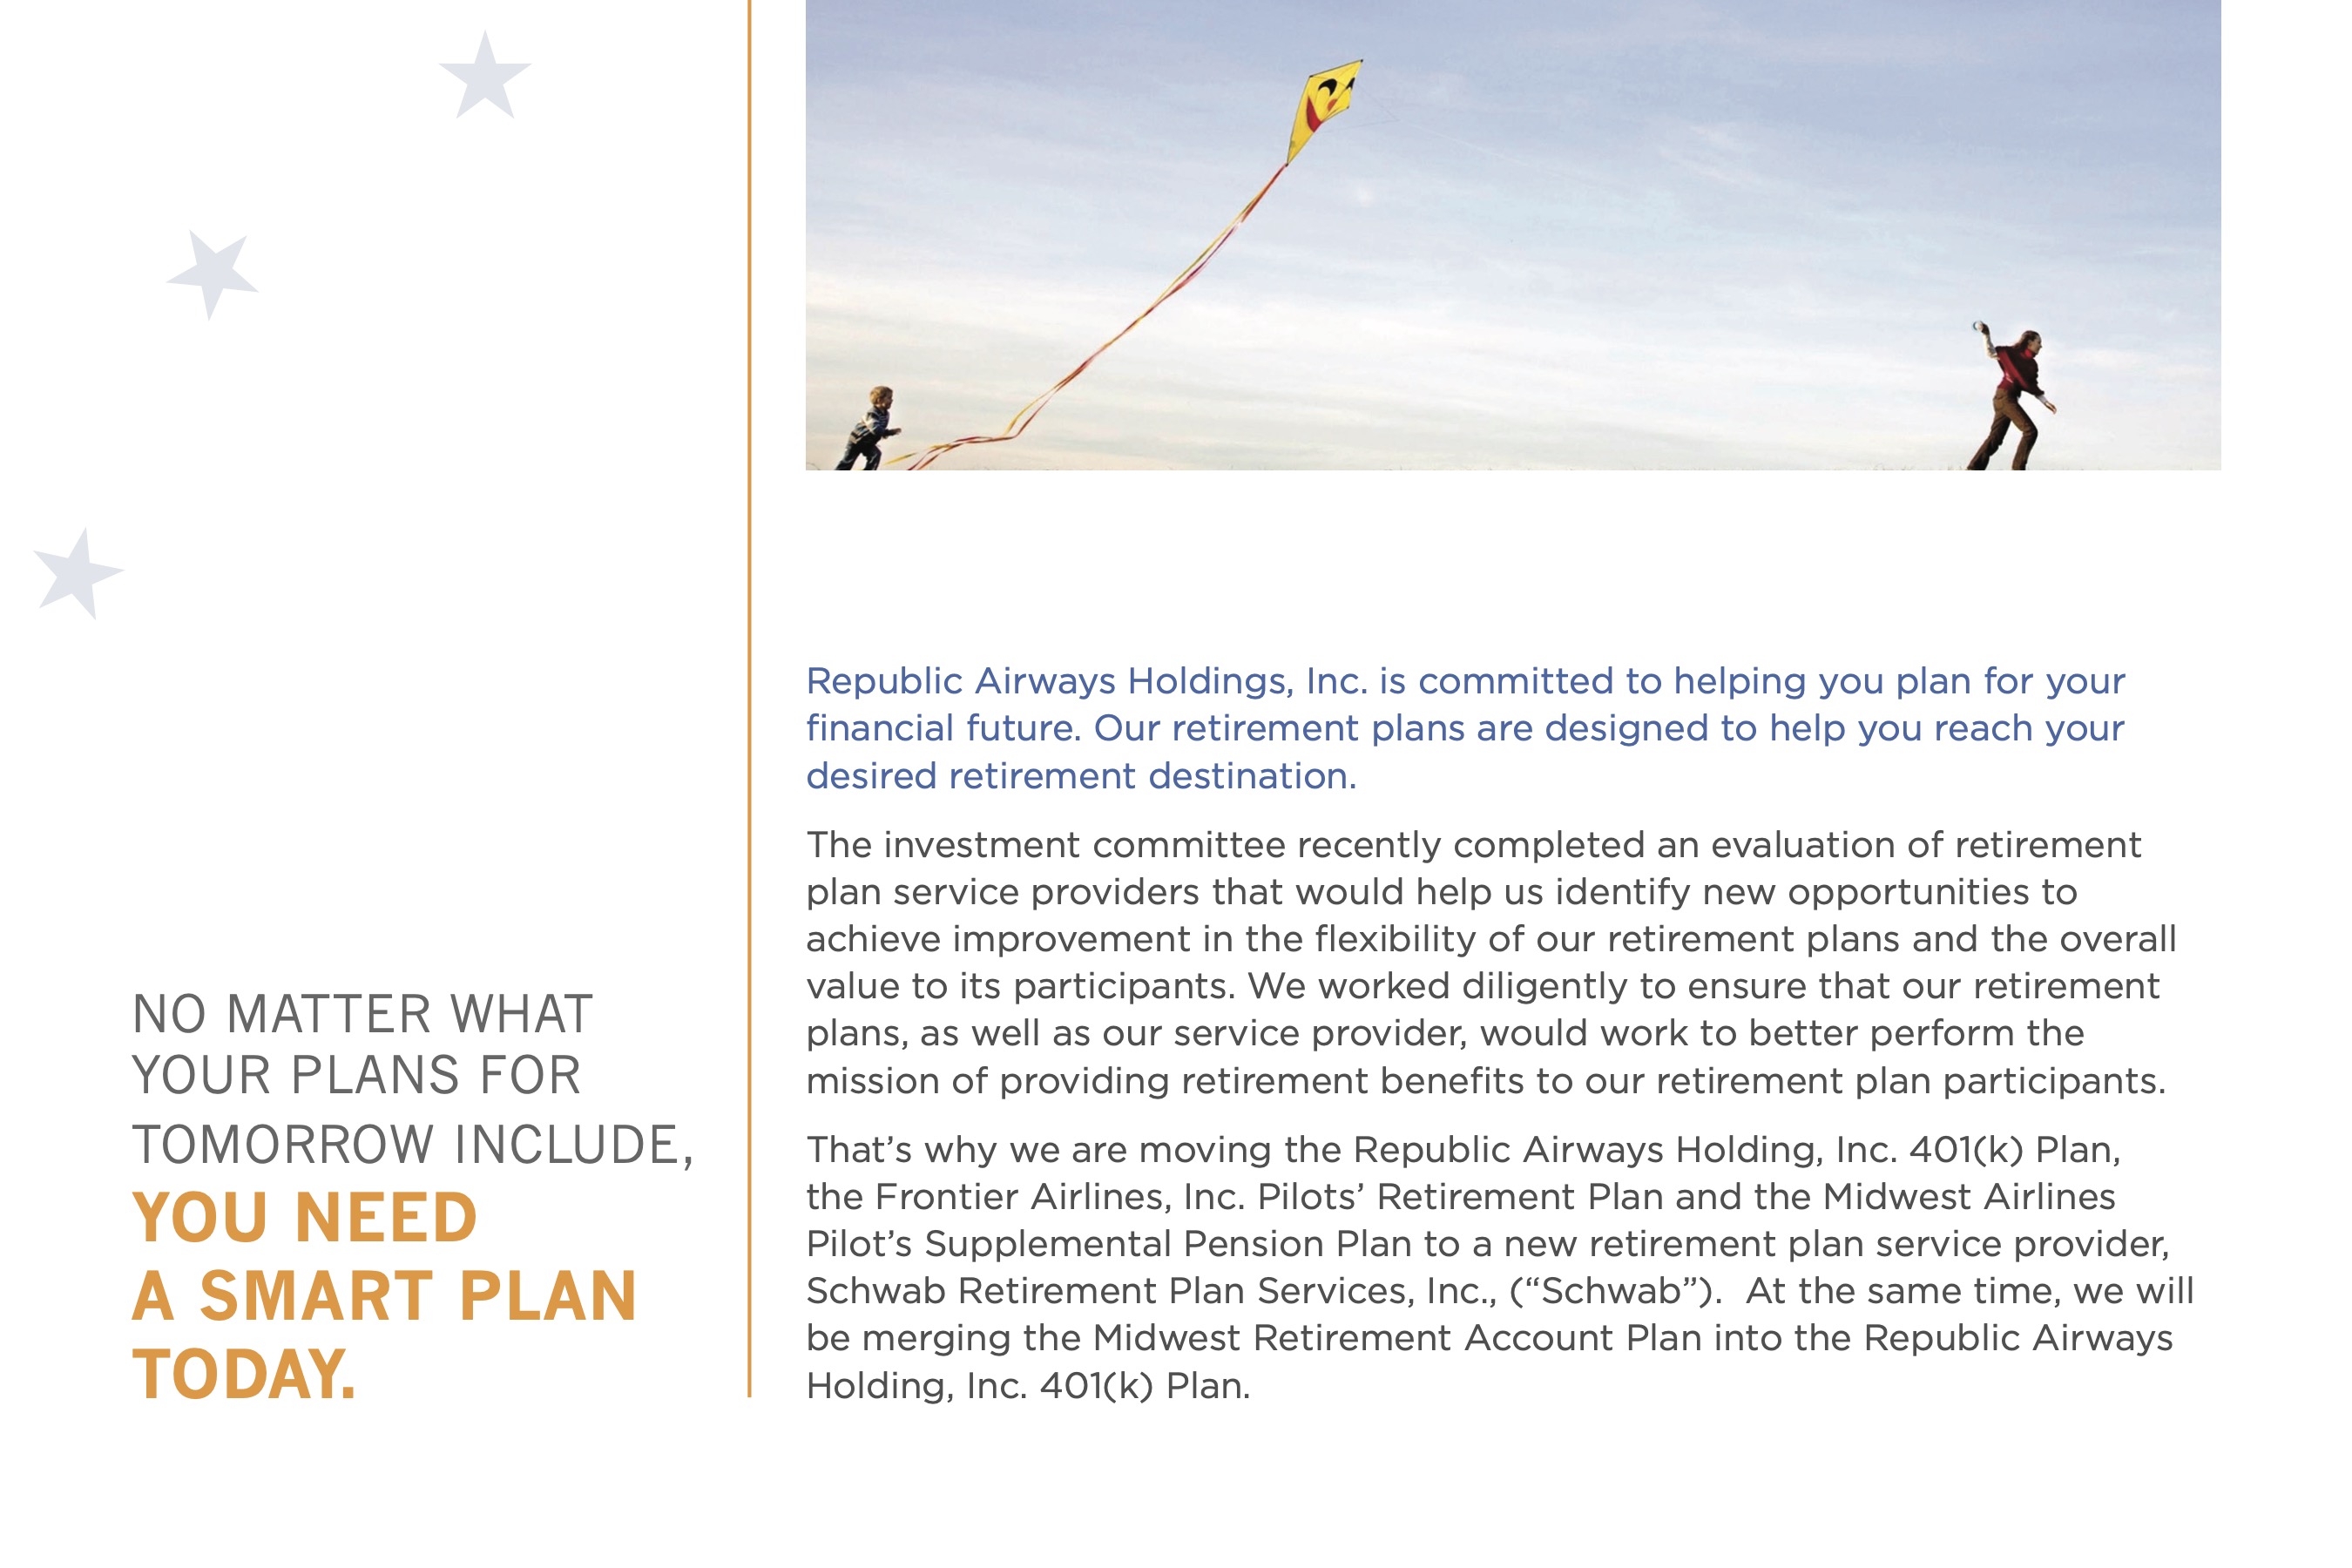 NO MATTER WHAT
YOUR PLANS FOR
TOMORROW INCLUDE,
YOU NEED
A SMART PLAN
TODAY.
Republic Airways Holdings, Inc. is committed to helping you plan for your
financial future. Our retirement plans are designed to help you reach your
desired retirement destination.
The investment committee recently completed an evaluation of retirement
plan service providers that would help us identify new opportunities to
achieve improvement in the flexibility of our retirement plans and the overall
value to its participants. We worked diligently to ensure that our retirement
plans, as well as our service provider, would work to better perform the
mission of providing retirement benefits to our retirement plan participants.
That’s why we are moving the Republic Airways Holding, Inc. 401(k) Plan,
the Frontier Airlines, Inc. Pilots’ Retirement Plan and the Midwest Airlines
Pilot’s Supplemental Pension Plan to a new retirement plan service provider,
Schwab Retirement Plan Services, Inc., (“Schwab”).  At the same time, we will
be merging the Midwest Retirement Account Plan into the Republic Airways
Holding, Inc. 401(k) Plan.